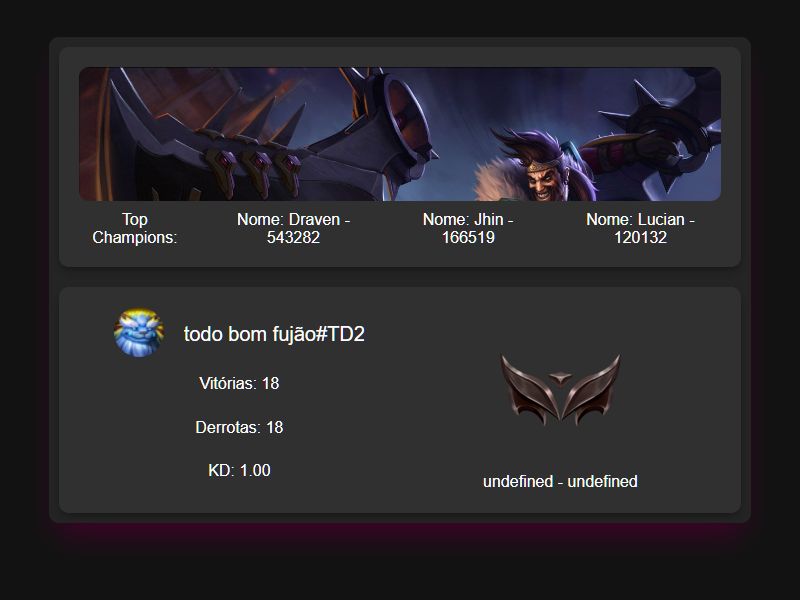 Top
Champions:
Nome: Draven -
543282
Nome: Jhin -
166519
Nome: Lucian -
120132
todo bom fujão#TD2
Vitórias: 18
Derrotas: 18
KD: 1.00
undefined - undefined